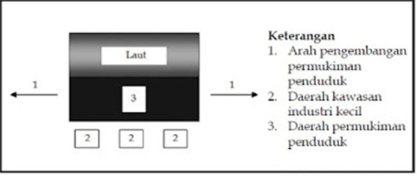 Laut
1
3
1
2 2 2
Keterangan
1. Arah pengembangan
permukiman
penduduk
2. Daerah kawasan
industri kecil
3. Daerah permukiman
penduduk